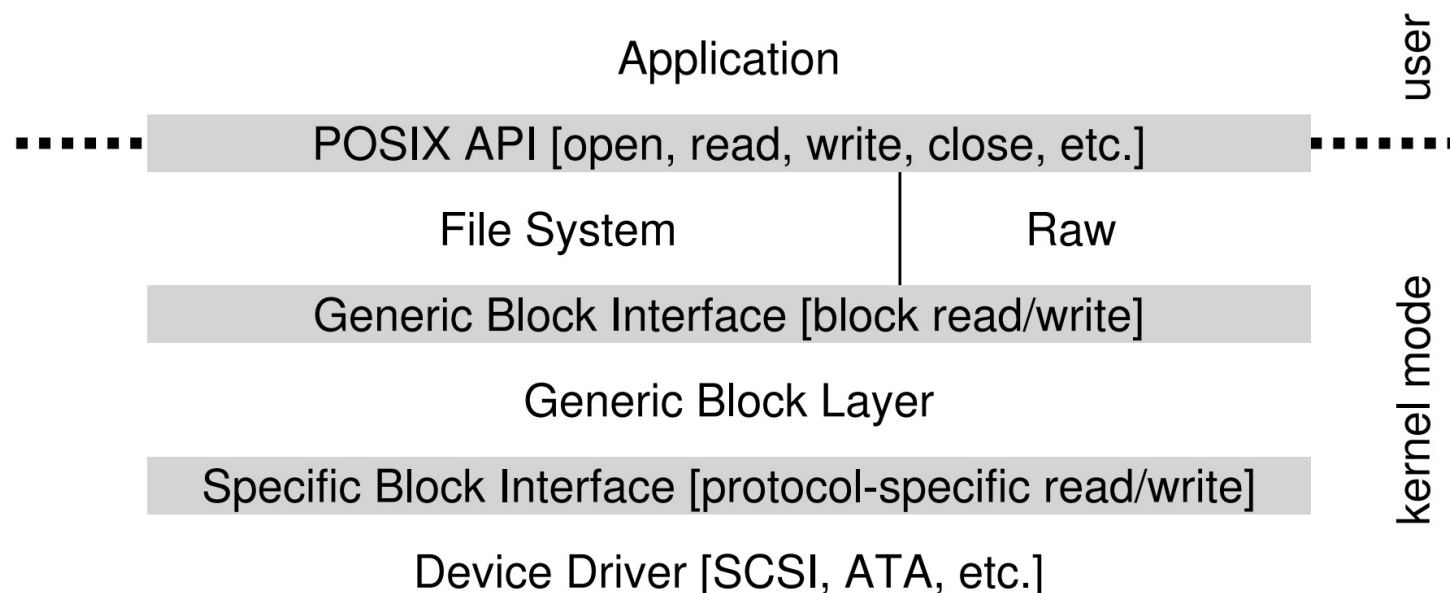 Application
user
POSIX API [open, read, write, close, etc.]
File System
Raw
Generic Block Interface [block read/write]
Generic Block Layer
kernel mode
Specific Block Interface [protocol-specific read/write]
Device Driver [SCSI, ATA, etc.]